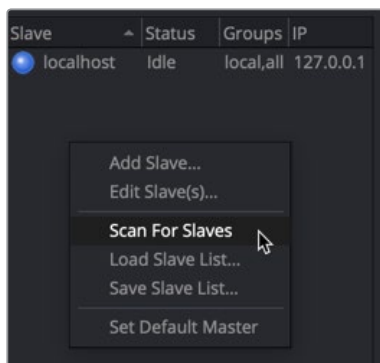 Slave Status Groups IP
localhost Idle local,all 127.0.0.1
Add Slave...
Edit Slave(s)...
Scan For Slaves
Load Slave List...
Save Slave List...
Set Default Master